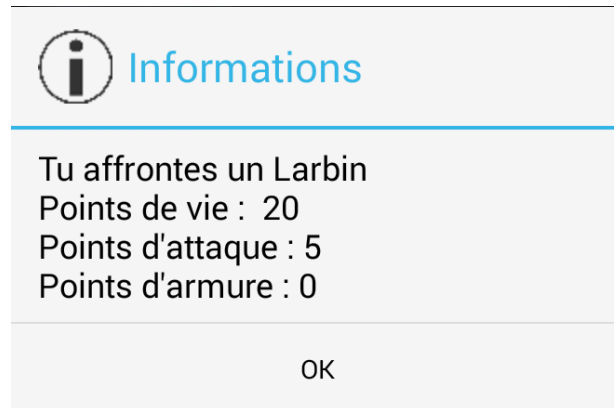 Informations
Tu affrontes un Larbin
Points de vie :  20
Points d'attaque : 5
Points d'armure : 0
OK